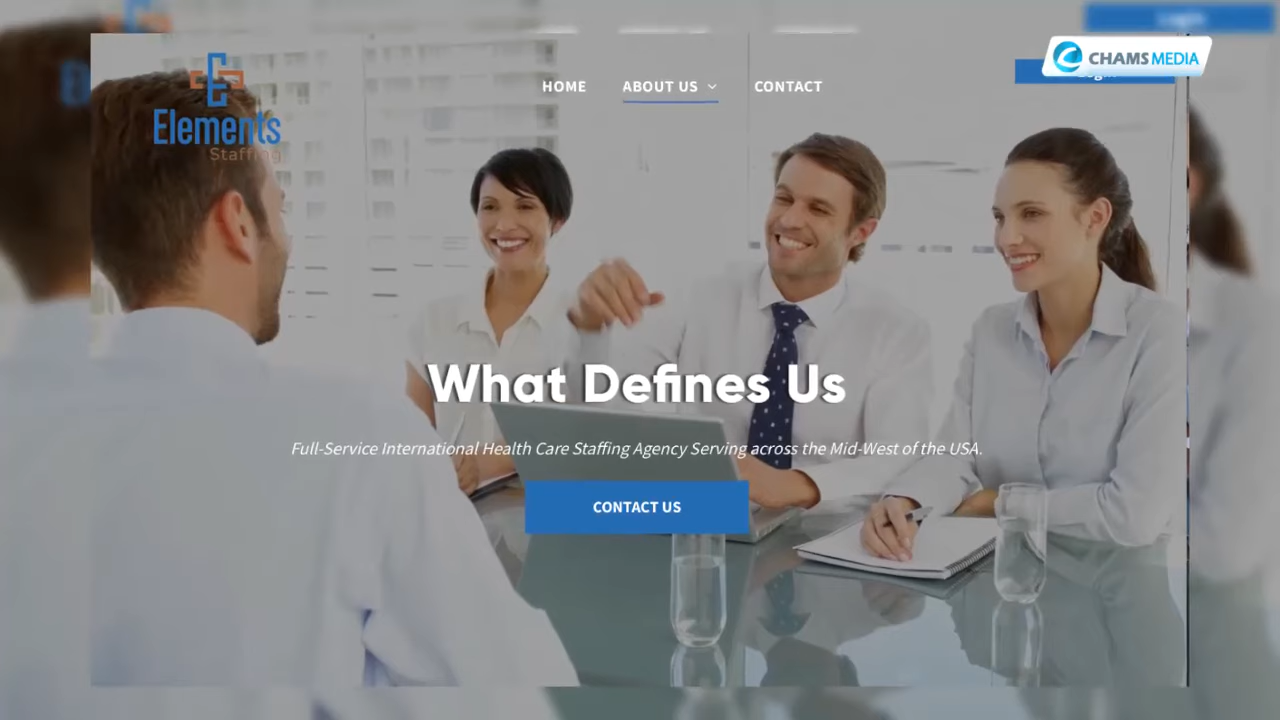 CHAMS MEDIA
Elements
Staffing
HOME
ABOUT US
CONTACT
Login
What Defines Us
Full-Service International Health Care Staffing Agency Serving across the Mid-West of the USA.
CONTACT US